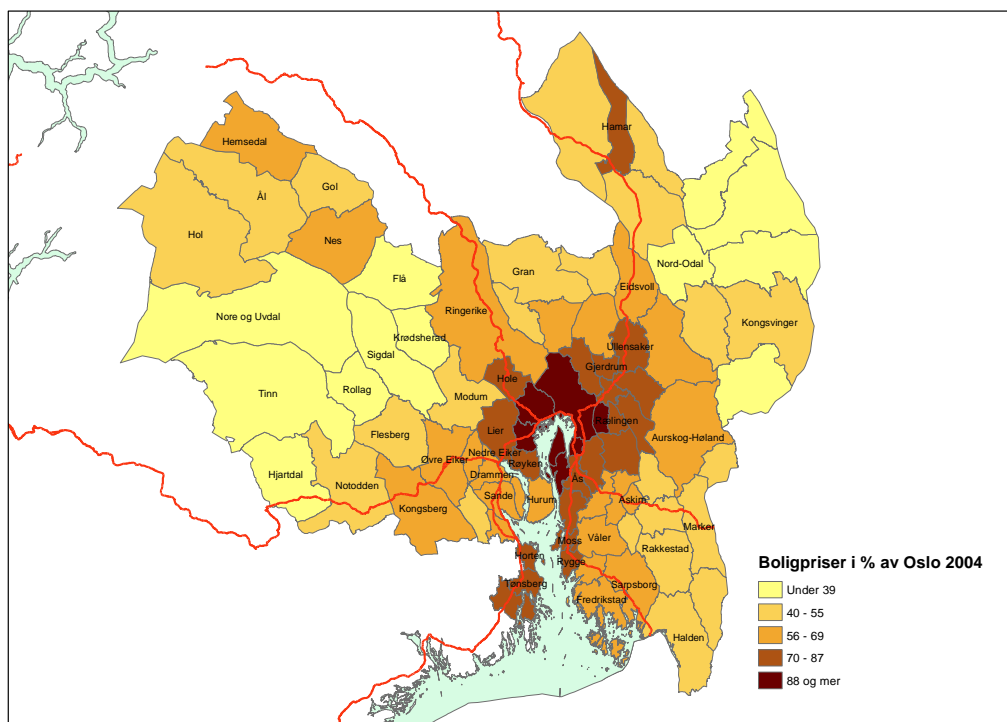 Hamar
Hemsedal
Gol
Ål
Hol
Nes
Nord-Odal
Flå
Gran
Eidsvoll
Ringerike
Nore og Uvdal
Kongsvinger
Krødsherad
Ullensaker
Sigdal
Gjerdrum
Hole
Tinn
Rollag
Modum
Rælingen
Lier
Flesberg
Aurskog-Høland
Nedre Eiker
Øvre Eiker
Røyken
Drammen
Hjartdal
Ås
Notodden
Sande
Hurum
Askim
Kongsberg
Marker
Moss
Våler
Rakkestad
Horten
Rygge
Tønsberg
Sarpsborg
Fredrikstad
Halden
Boligpriser i % av Oslo 2004
Under 39
40 - 55
56 - 69
70 - 87
88 og mer